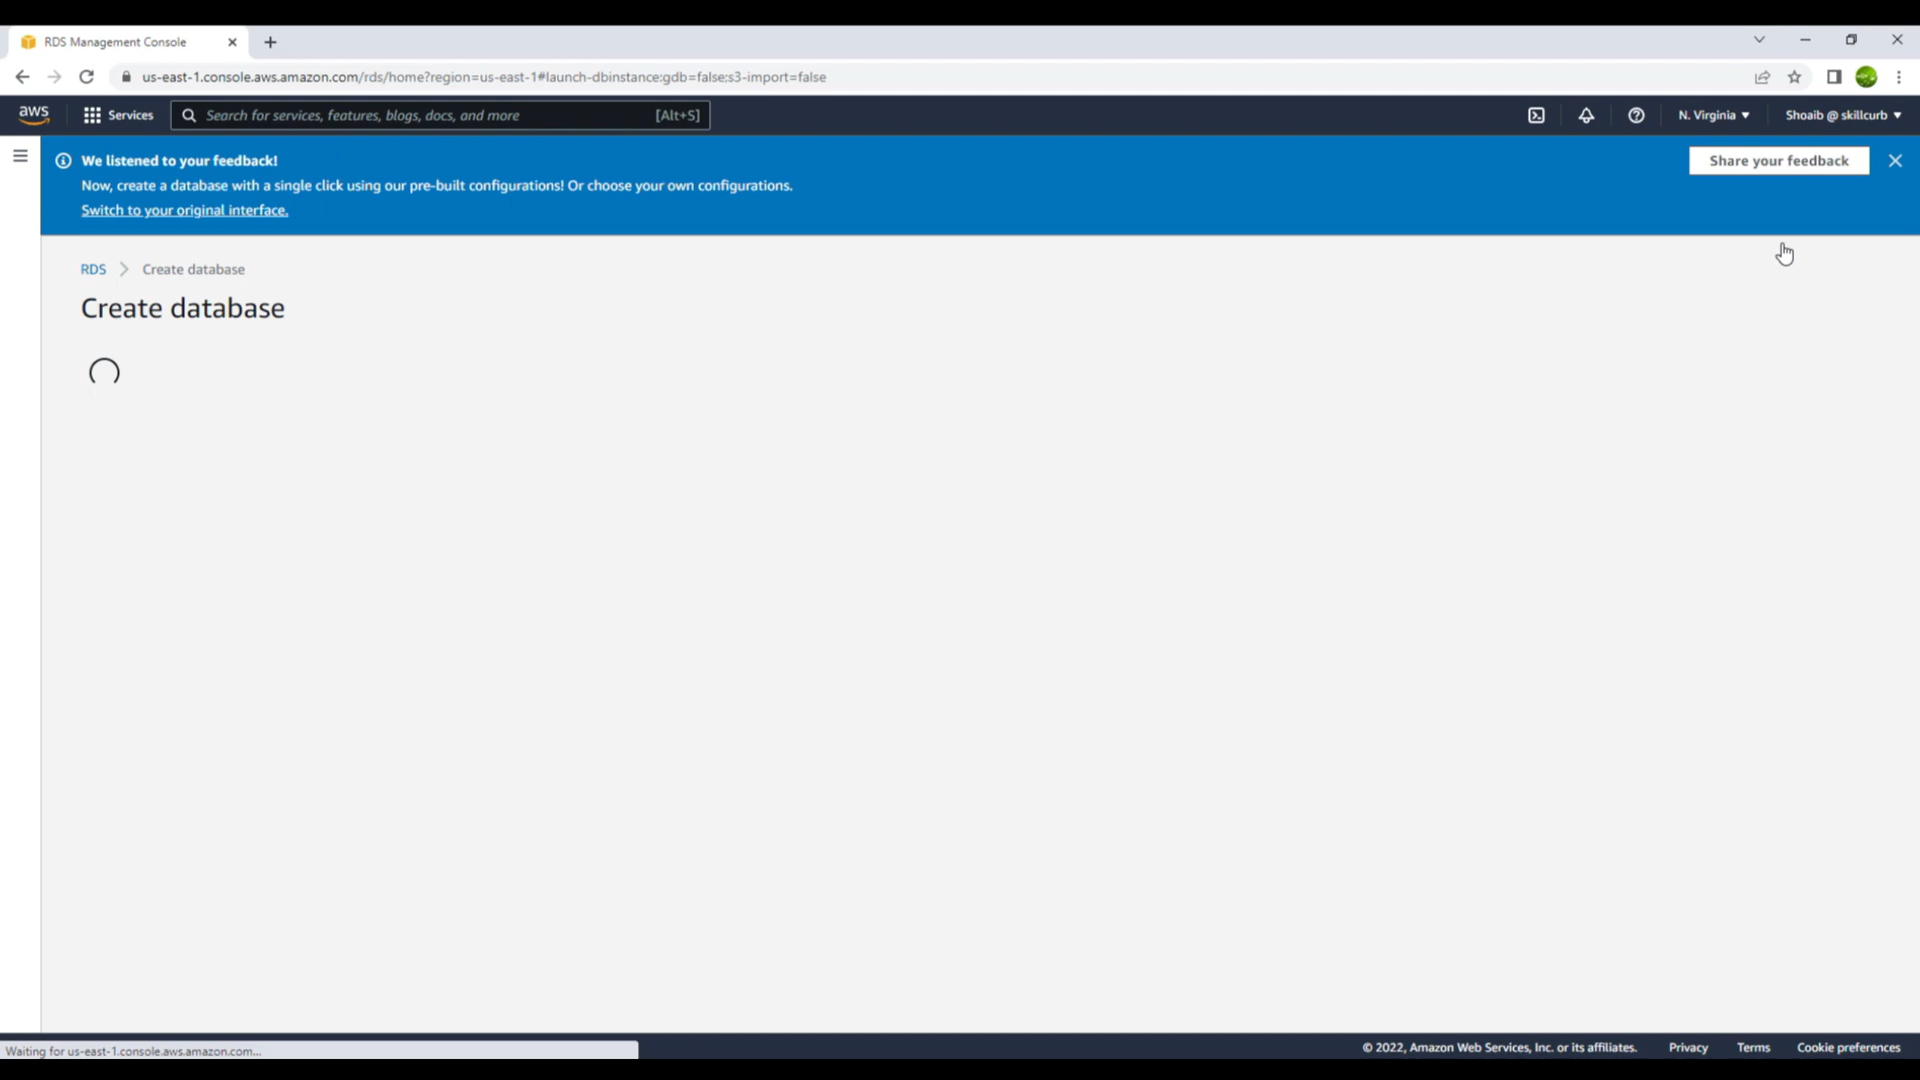 RDS Management Console
us-east-1.console.aws.amazon.com/rds/home?region=us-east-1#launch-dbinstance:gdb=false;s3-import=false
aws
Services
Search for services, features, blogs, docs, and more
[Alt+S]
N. Virginia
Shoaib @ skillcurb
We listened to your feedback!
Now, create a database with a single click using our pre-built configurations! Or choose your own configurations.
Switch to your original interface.
Share your feedback
RDS
Create database
Create database
Waiting for us-east-1.console.aws.amazon.com...
© 2022, Amazon Web Services, Inc. or its affiliates.
Privacy
Terms
Cookie preferences